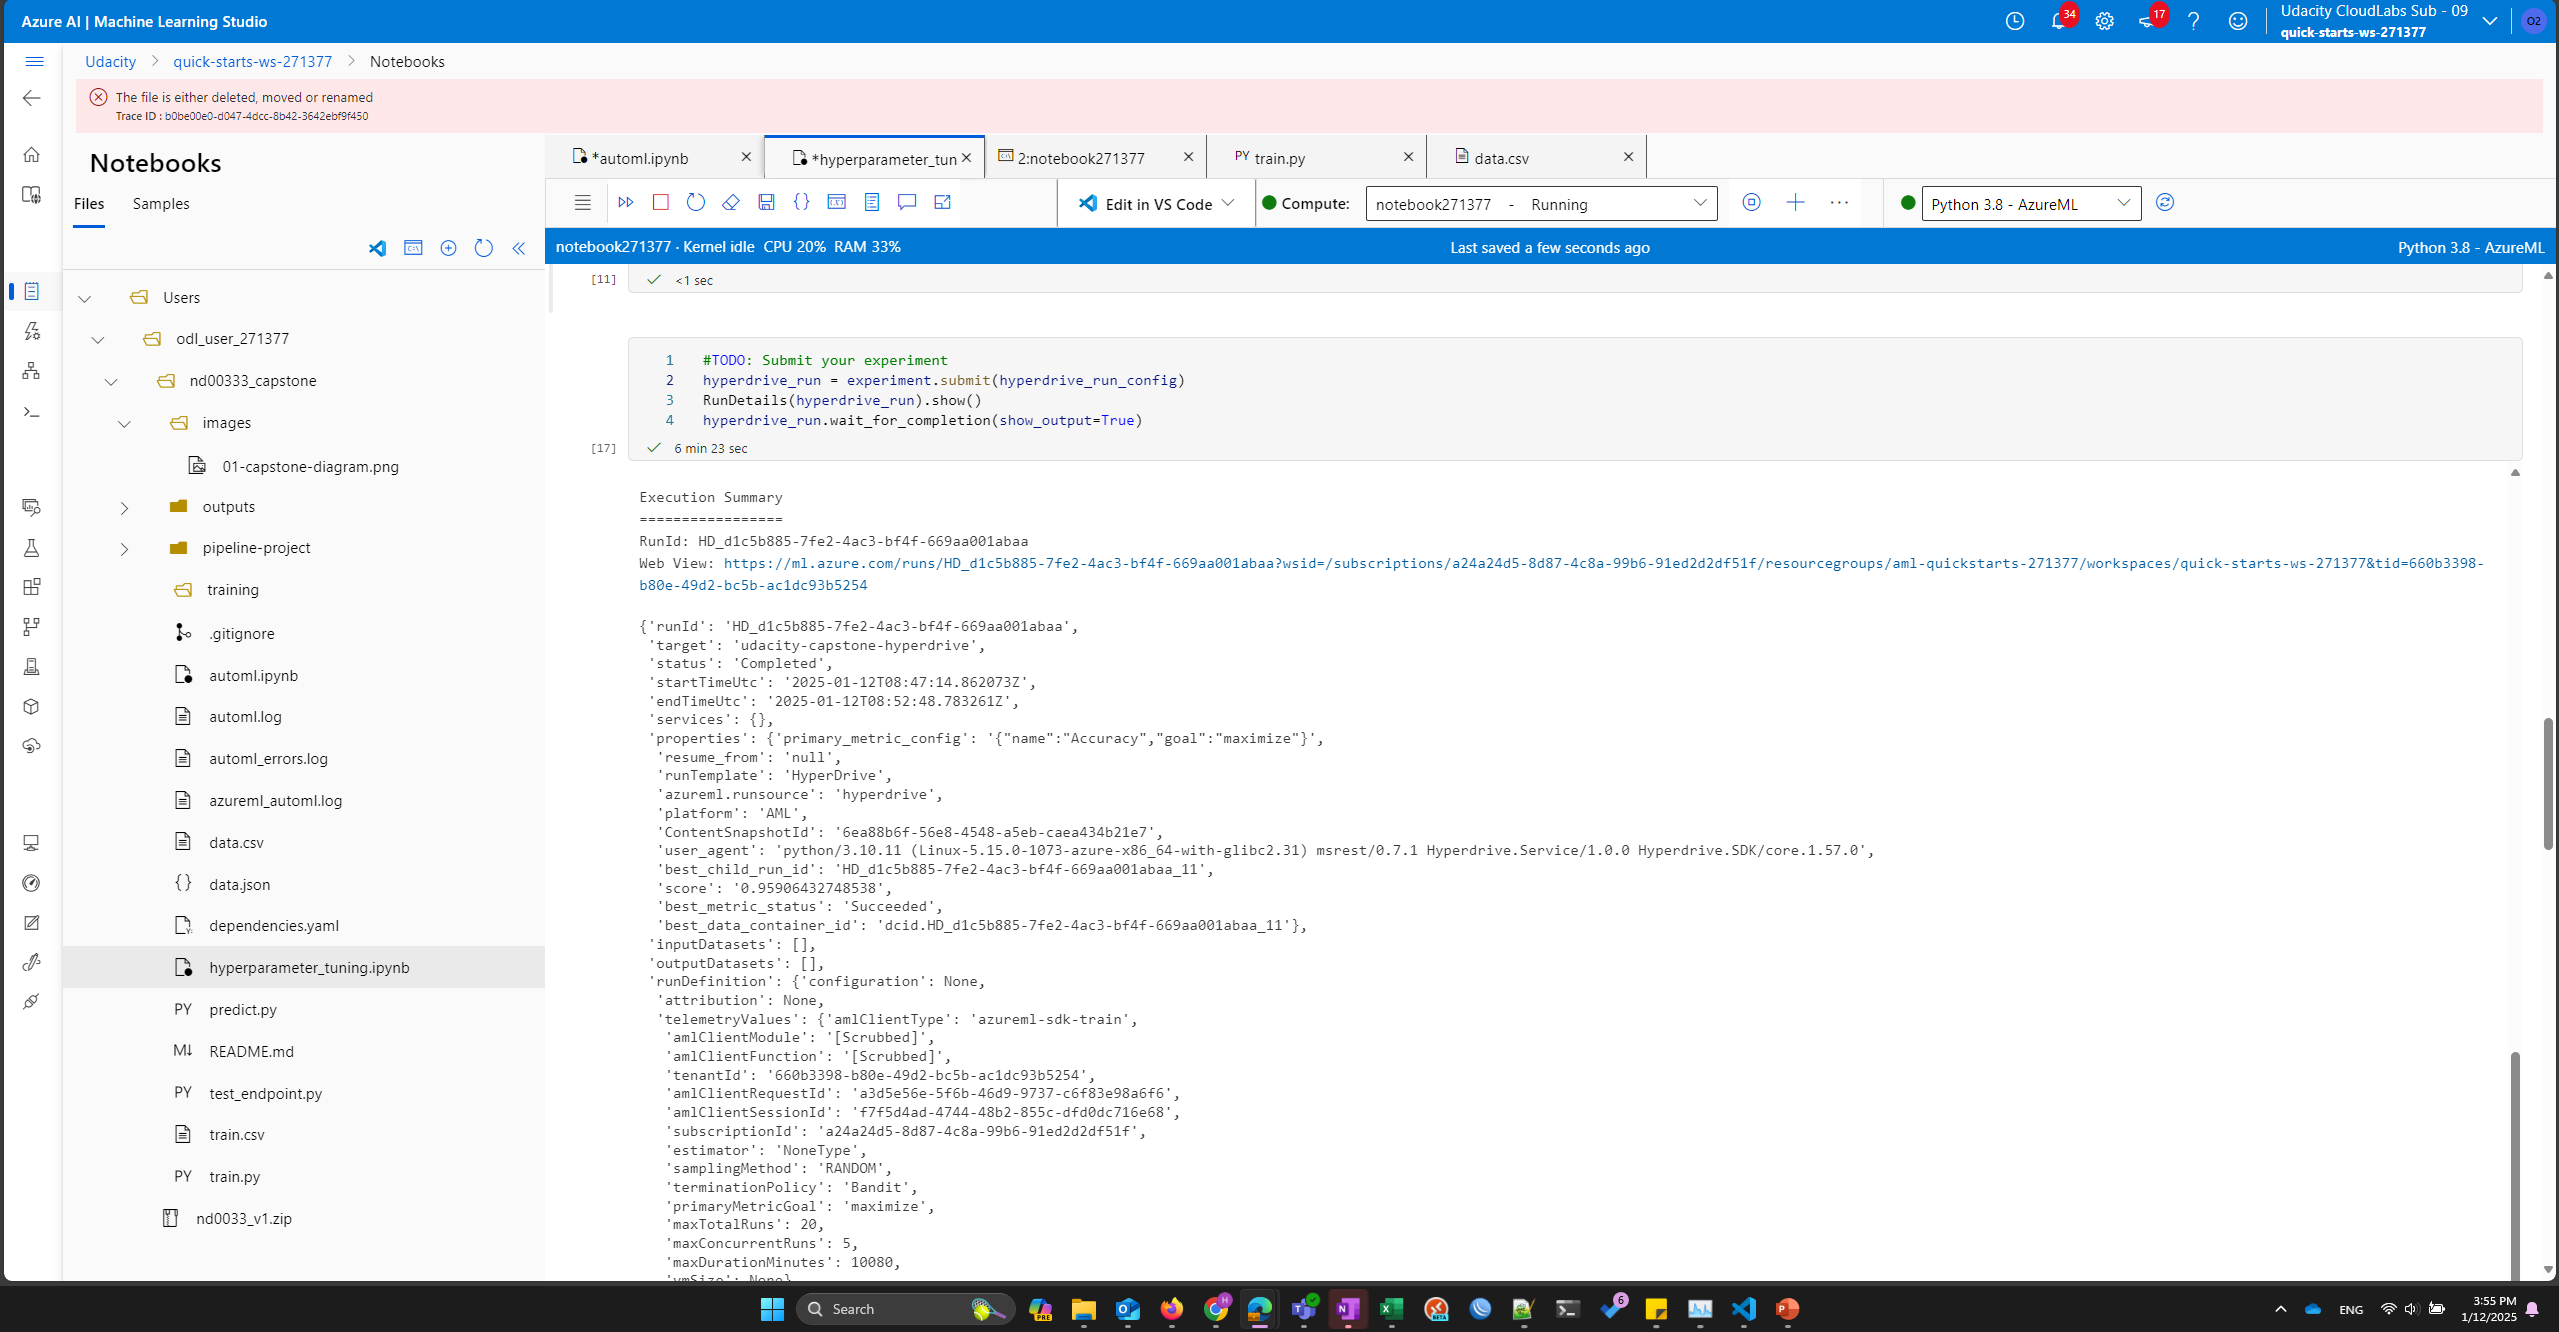 Azure AI | Machine Learning Studio
34
17
Udacity CloudLabs Sub - 09
quick-starts-ws-271377
O2
Udacity > quick-starts-ws-271377 > Notebooks
The file is either deleted, moved or renamed
Trace ID : b0be00e0-d047-4dcc-8b42-3642ebf9f450
Notebooks
Files Samples
Users
odl_user_271377
nd00333_capstone
images
01-capstone-diagram.png
outputs
pipeline-project
training
.gitignore
automl.ipynb
automl.log
automl_errors.log
azureml_automl.log
data.csv
{} data.json
dependencies.yaml
hyperparameter_tuning.ipynb
PY predict.py
M↓ README.md
PY test_endpoint.py
train.csv
PY train.py
nd0033_v1.zip
*automl.ipynb
*hyperparameter_tun
2:notebook271377
PY train.py
data.csv
Edit in VS Code
Compute: notebook271377 - Running
Python 3.8 - AzureML
notebook271377 · Kernel idle CPU 20% RAM 33%
Last saved a few seconds ago
Python 3.8 - AzureML
[11] <1 sec
1 #TODO: Submit your experiment
2 hyperdrive_run = experiment.submit(hyperdrive_run_config)
3 RunDetails(hyperdrive_run).show()
4 hyperdrive_run.wait_for_completion(show_output=True)
[17] 6 min 23 sec
Execution Summary
=================
RunId: HD_d1c5b885-7fe2-4ac3-bf4f-669aa001abaa
Web View: https://ml.azure.com/runs/HD_d1c5b885-7fe2-4ac3-bf4f-669aa001abaa?wsid=/subscriptions/a24a24d5-8d87-4c8a-99b6-91ed2d2df51f/resourcegroups/aml-quickstarts-271377/workspaces/quick-starts-ws-271377&tid=660b3398-
b80e-49d2-bc5b-ac1dc93b5254
{'runId': 'HD_d1c5b885-7fe2-4ac3-bf4f-669aa001abaa',
'target': 'udacity-capstone-hyperdrive',
'status': 'Completed',
'startTimeUtc': '2025-01-12T08:47:14.862073Z',
'endTimeUtc': '2025-01-12T08:52:48.783261Z',
'services': {},
'properties': {'primary_metric_config': '{"name":"Accuracy","goal":"maximize"}',
'resume_from': 'null',
'runTemplate': 'HyperDrive',
'azureml.runsource': 'hyperdrive',
'platform': 'AML',
'ContentSnapshotId': '6ea88b6f-56e8-4548-a5eb-caea434b21e7',
'user_agent': 'python/3.10.11 (Linux-5.15.0-1073-azure-x86_64-with-glibc2.31) msrest/0.7.1 Hyperdrive.Service/1.0.0 Hyperdrive.SDK/core.1.57.0',
'best_child_run_id': 'HD_d1c5b885-7fe2-4ac3-bf4f-669aa001abaa_11',
'score': '0.95906432748538',
'best_metric_status': 'Succeeded',
'best_data_container_id': 'dcid.HD_d1c5b885-7fe2-4ac3-bf4f-669aa001abaa_11'},
'inputDatasets': [],
'outputDatasets': [],
'runDefinition': {'configuration': None,
'attribution': None,
'telemetryValues': {'amlClientType': 'azureml-sdk-train',
'amlClientModule': '[Scrubbed]',
'amlClientFunction': '[Scrubbed]',
'tenantId': '660b3398-b80e-49d2-bc5b-ac1dc93b5254',
'amlClientRequestId': 'a3d5e56e-5f6b-46d9-9737-c6f83e98a6f6',
'amlClientSessionId': 'f7f5d4ad-4744-48b2-855c-dfd0dc716e68',
'subscriptionId': 'a24a24d5-8d87-4c8a-99b6-91ed2d2df51f',
'estimator': 'NoneType',
'samplingMethod': 'RANDOM',
'terminationPolicy': 'Bandit',
'primaryMetricGoal': 'maximize',
'maxTotalRuns': 20,
'maxConcurrentRuns': 5,
'maxDurationMinutes': 10080,
'vmSize': None}
Search
PRE
6
ENG
3:55 PM
1/12/2025